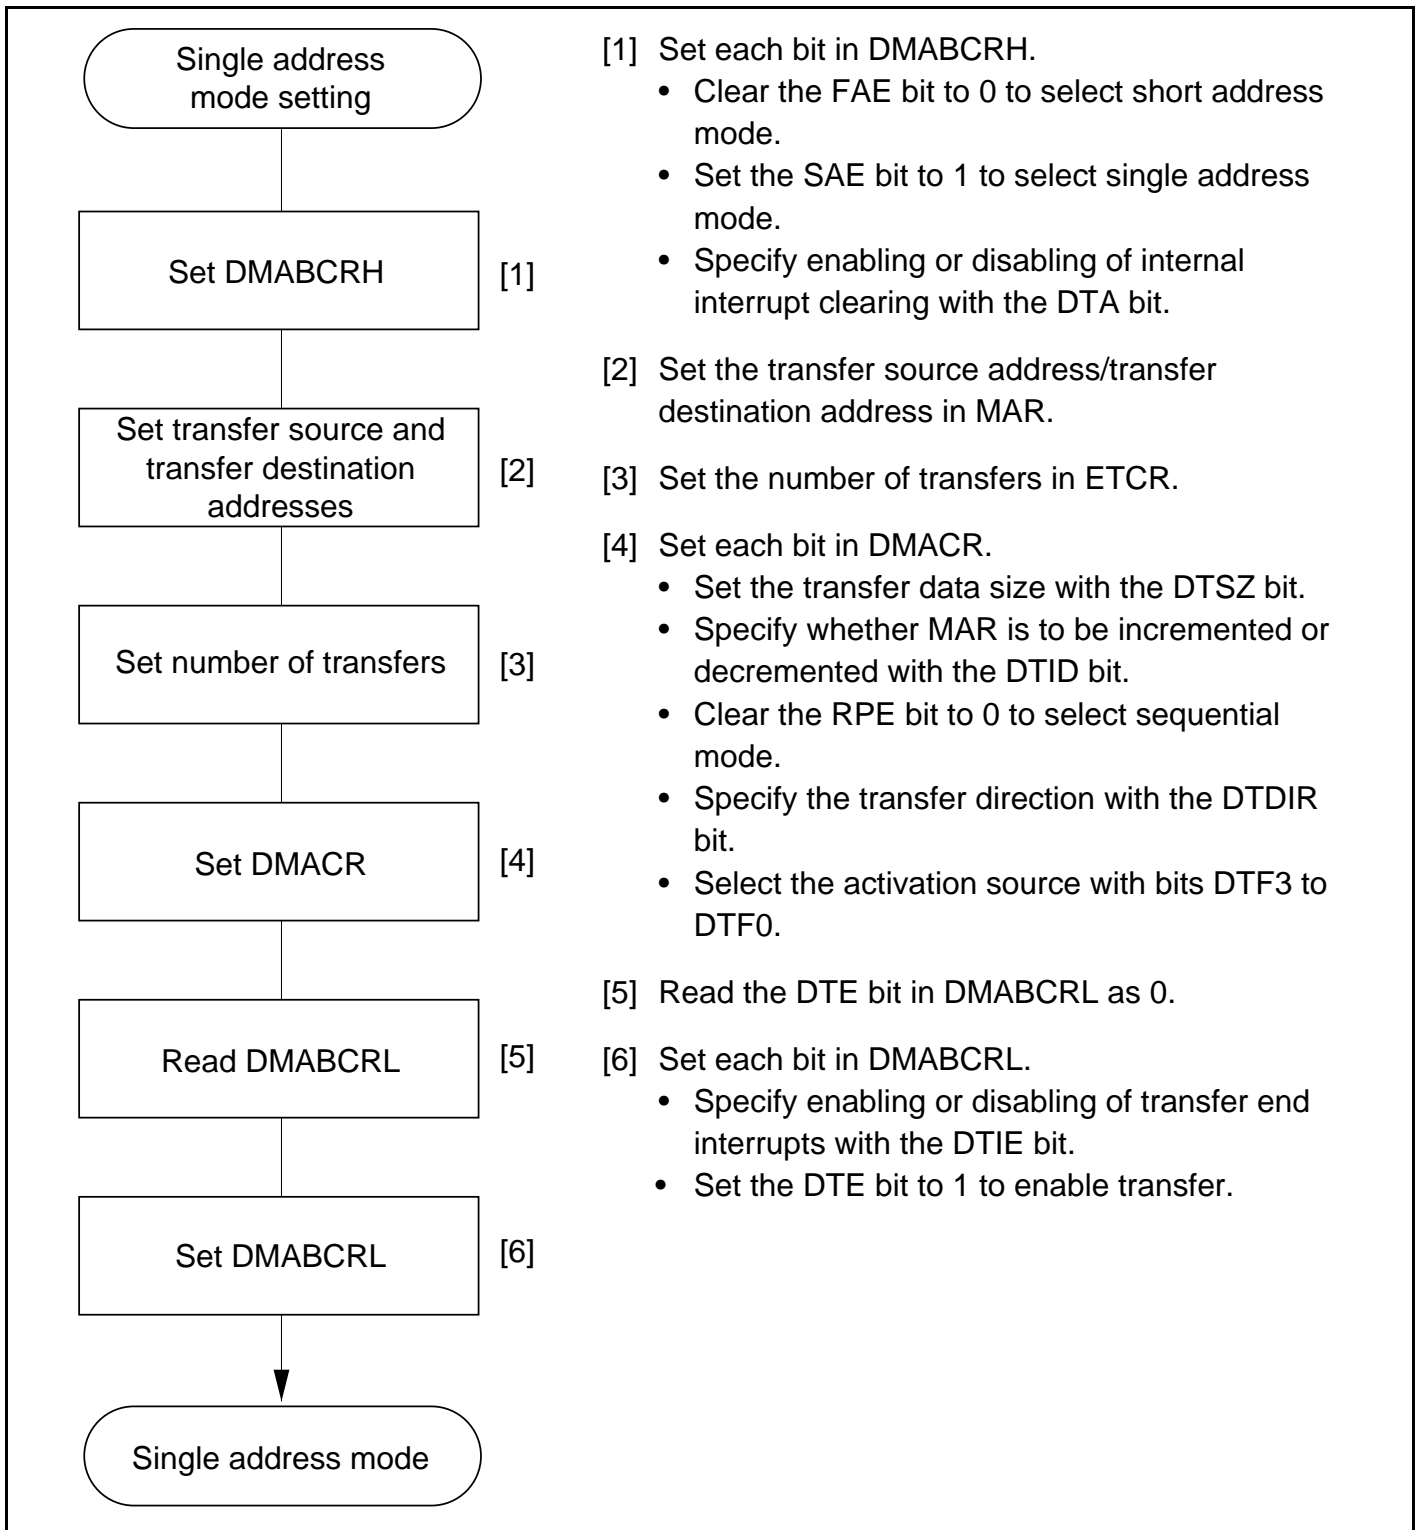 Single address
mode setting
Set DMABCRH
[1]
Set transfer source and
transfer destination
addresses
[2]
Set number of transfers
[3]
Set DMACR
[4]
Read DMABCRL
[5]
Set DMABCRL
[6]
Single address mode
[1] Set each bit in DMABCRH.
• Clear the FAE bit to 0 to select short address
mode.
• Set the SAE bit to 1 to select single address
mode.
• Specify enabling or disabling of internal
interrupt clearing with the DTA bit.
[2] Set the transfer source address/transfer
destination address in MAR.
[3] Set the number of transfers in ETCR.
[4] Set each bit in DMACR.
• Set the transfer data size with the DTSZ bit.
• Specify whether MAR is to be incremented or
decremented with the DTID bit.
• Clear the RPE bit to 0 to select sequential
mode.
• Specify the transfer direction with the DTDIR
bit.
• Select the activation source with bits DTF3 to
DTF0.
[5] Read the DTE bit in DMABCRL as 0.
[6] Set each bit in DMABCRL.
• Specify enabling or disabling of transfer end
interrupts with the DTIE bit.
• Set the DTE bit to 1 to enable transfer.